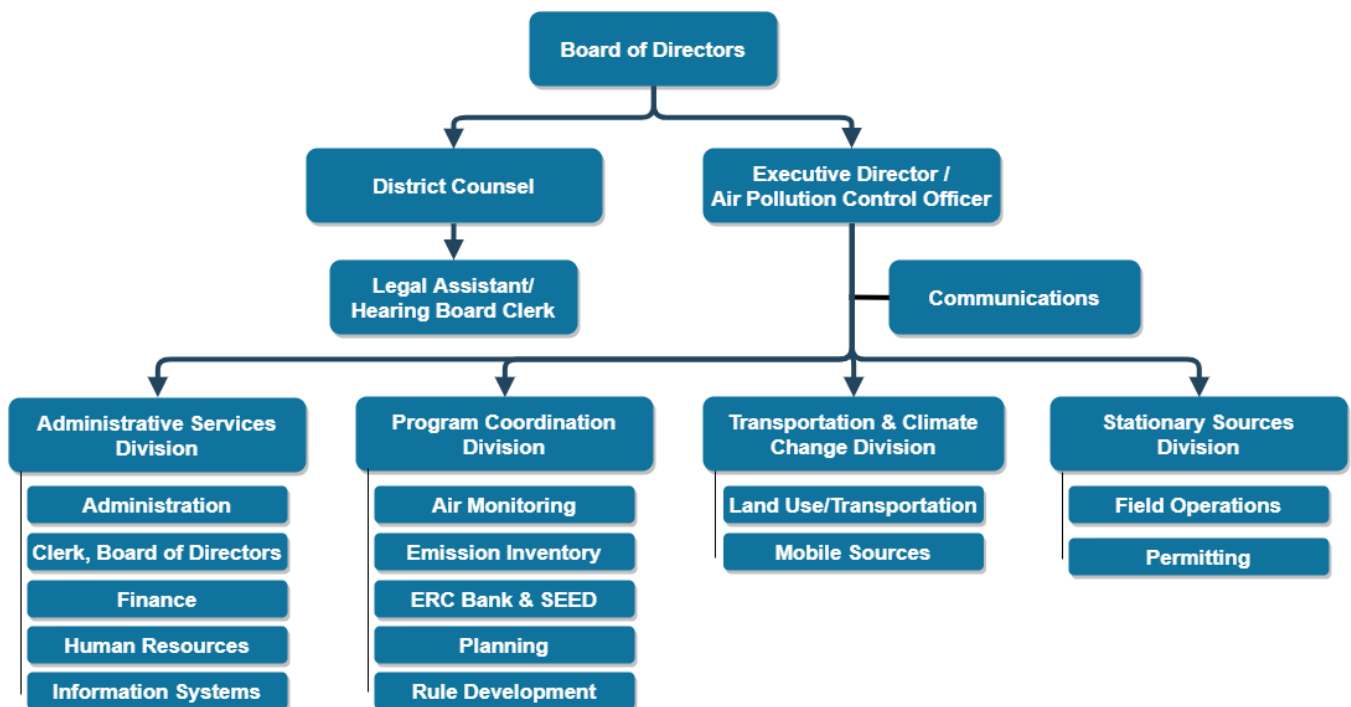 Board of Directors
District Counsel
Executive Director /
Air Pollution Control Officer
Legal Assistant/
Hearing Board Clerk
Communications
Administrative Services
Division
Administration
Clerk, Board of Directors
Finance
Human Resources
Information Systems
Program Coordination
Division
Air Monitoring
Emission Inventory
ERC Bank & SEED
Planning
Rule Development
Transportation & Climate
Change Division
Land Use/Transportation
Mobile Sources
Stationary Sources
Division
Field Operations
Permitting